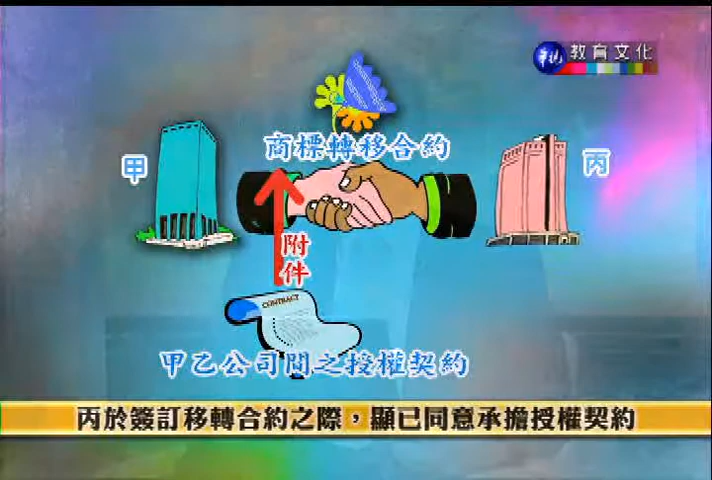 華視 教育文化
商標轉移合約
甲
丙
附
件
CONTRACT
甲乙公司間之授權契約
丙於簽訂移轉合約之際，顯已同意承擔授權契約